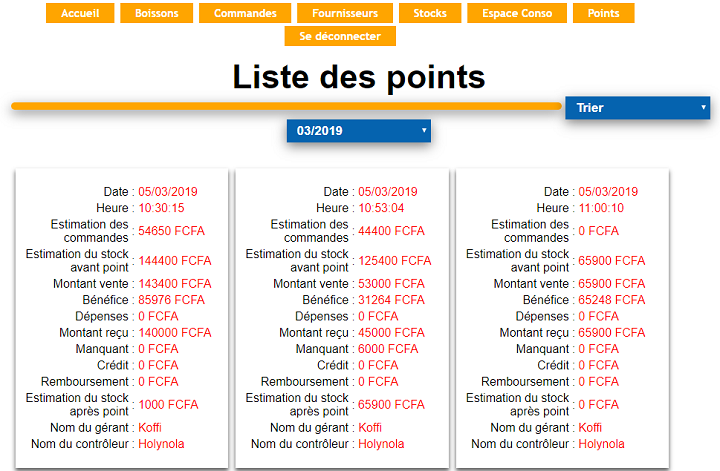 Accueil Boissons Commandes Fournisseurs Stocks Espace Conso Points
Se déconnecter
Liste des points
Trier
03/2019
Date : 05/03/2019
Heure : 10:30:15
Estimation des
commandes : 54650 FCFA
Estimation du stock
avant point : 144400 FCFA
Montant vente : 143400 FCFA
Bénéfice : 85976 FCFA
Dépenses : 0 FCFA
Montant reçu : 140000 FCFA
Manquant : 0 FCFA
Crédit : 0 FCFA
Remboursement : 0 FCFA
Estimation du stock
après point : 1000 FCFA
Nom du gérant : Koffi
Nom du contrôleur : Holynola
Date : 05/03/2019
Heure : 10:53:04
Estimation des
commandes : 44400 FCFA
Estimation du stock
avant point : 125400 FCFA
Montant vente : 53000 FCFA
Bénéfice : 31264 FCFA
Dépenses : 0 FCFA
Montant reçu : 45000 FCFA
Manquant : 6000 FCFA
Crédit : 0 FCFA
Remboursement : 0 FCFA
Estimation du stock
après point : 65900 FCFA
Nom du gérant : Koffi
Nom du contrôleur : Holynola
Date : 05/03/2019
Heure : 11:00:10
Estimation des
commandes : 0 FCFA
Estimation du stock
avant point : 65900 FCFA
Montant vente : 65900 FCFA
Bénéfice : 65248 FCFA
Dépenses : 0 FCFA
Montant reçu : 65900 FCFA
Manquant : 0 FCFA
Crédit : 0 FCFA
Remboursement : 0 FCFA
Estimation du stock
après point : 0 FCFA
Nom du gérant : Koffi
Nom du contrôleur : Holynola